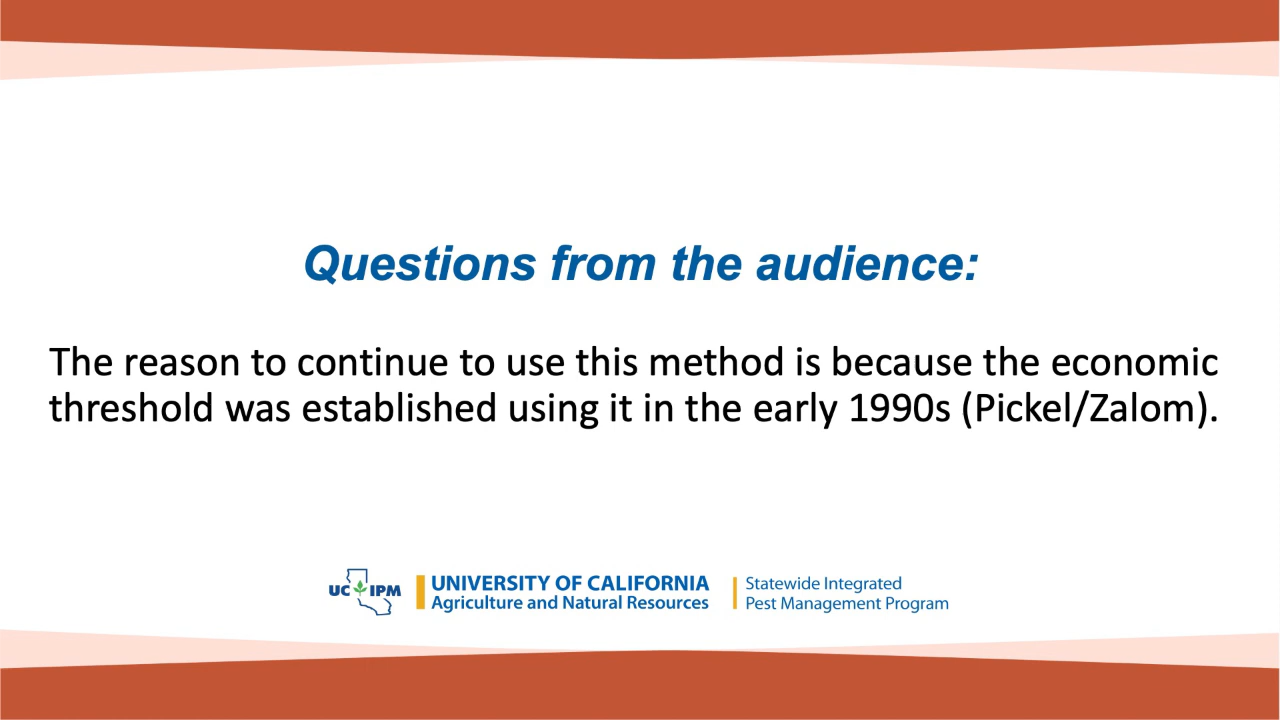 Questions from the audience:
The reason to continue to use this method is because the economic
threshold was established using it in the early 1990s (Pickel/Zalom).
UC IPM
UNIVERSITY OF CALIFORNIA
Agriculture and Natural Resources
Statewide Integrated
Pest Management Program